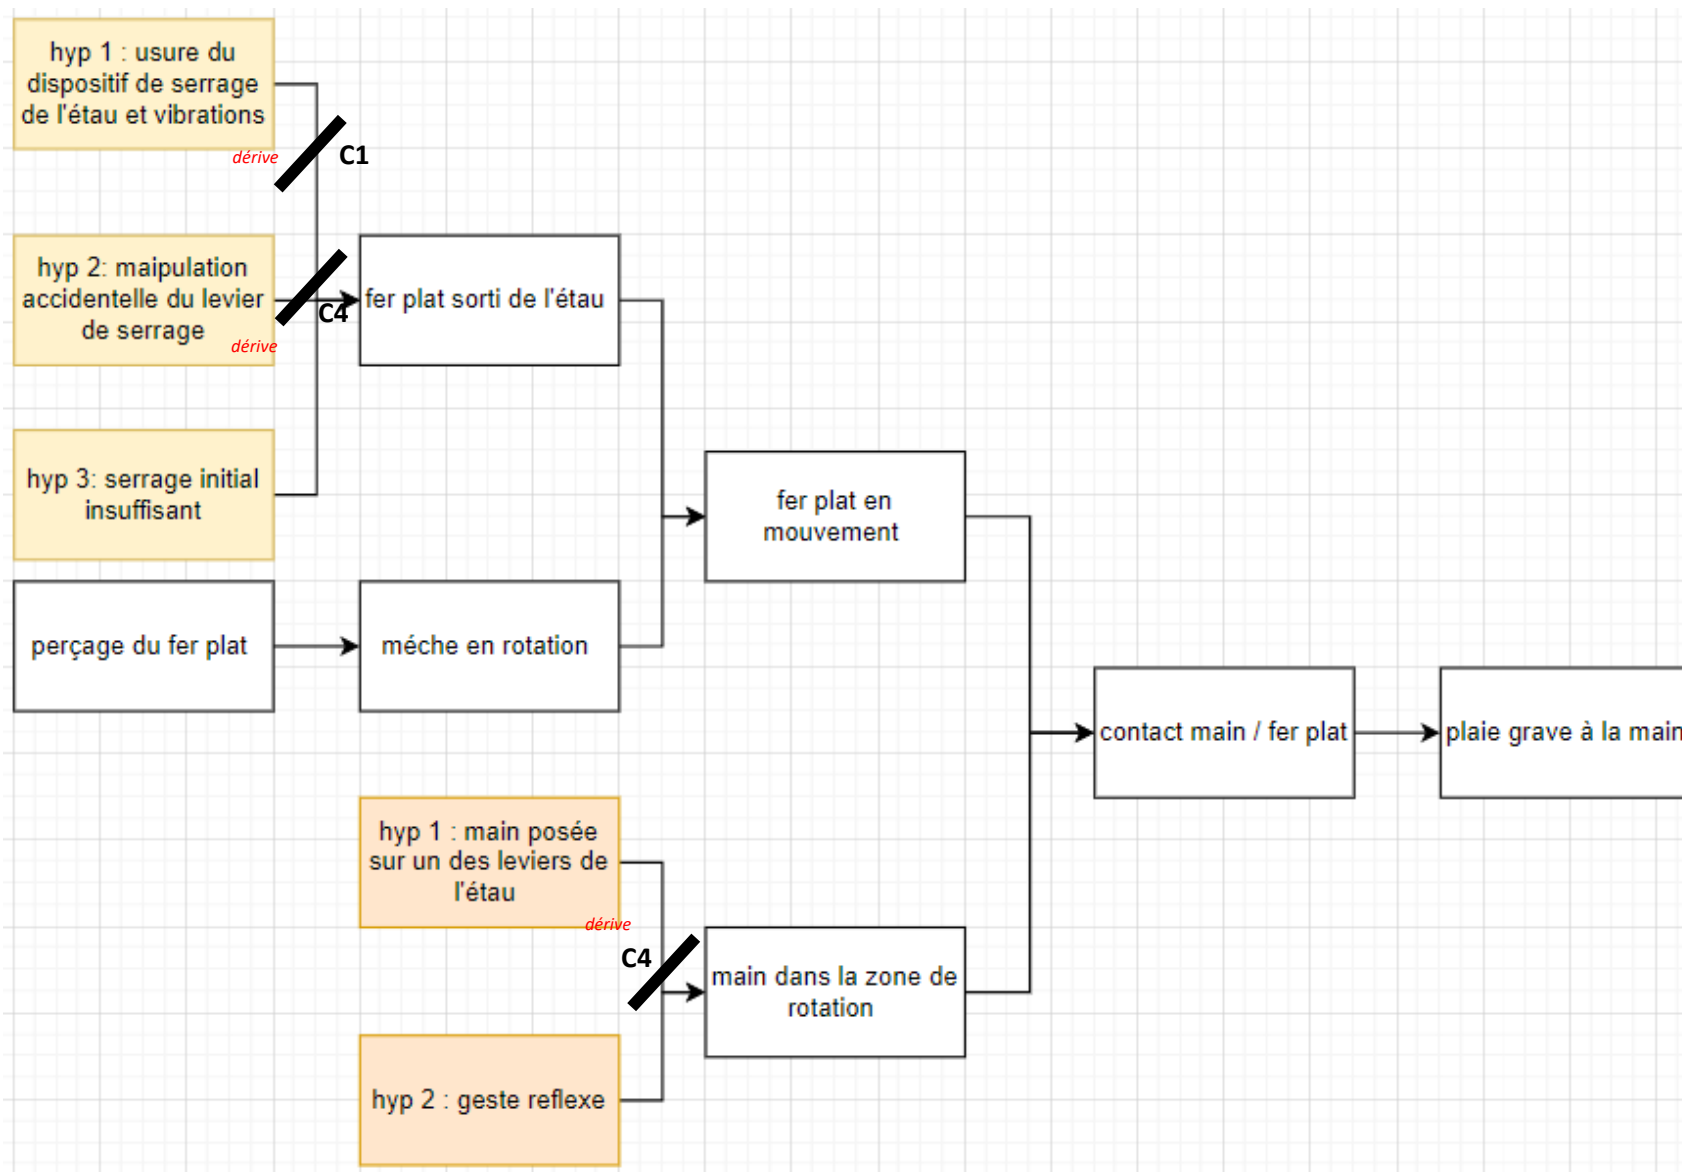 hyp 1 : usure du
dispositif de serrage
de l'étau et vibrations
dérive
C1
hyp 2: maipulation
accidentelle du levier
de serrage
dérive
C4
fer plat sorti de l'étau
hyp 3: serrage initial
insuffisant
fer plat en
mouvement
perçage du fer plat
méche en rotation
contact main / fer plat
plaie grave à la main
hyp 1 : main posée
sur un des leviers de
l'étau
dérive
C4
main dans la zone de
rotation
hyp 2 : geste reflexe